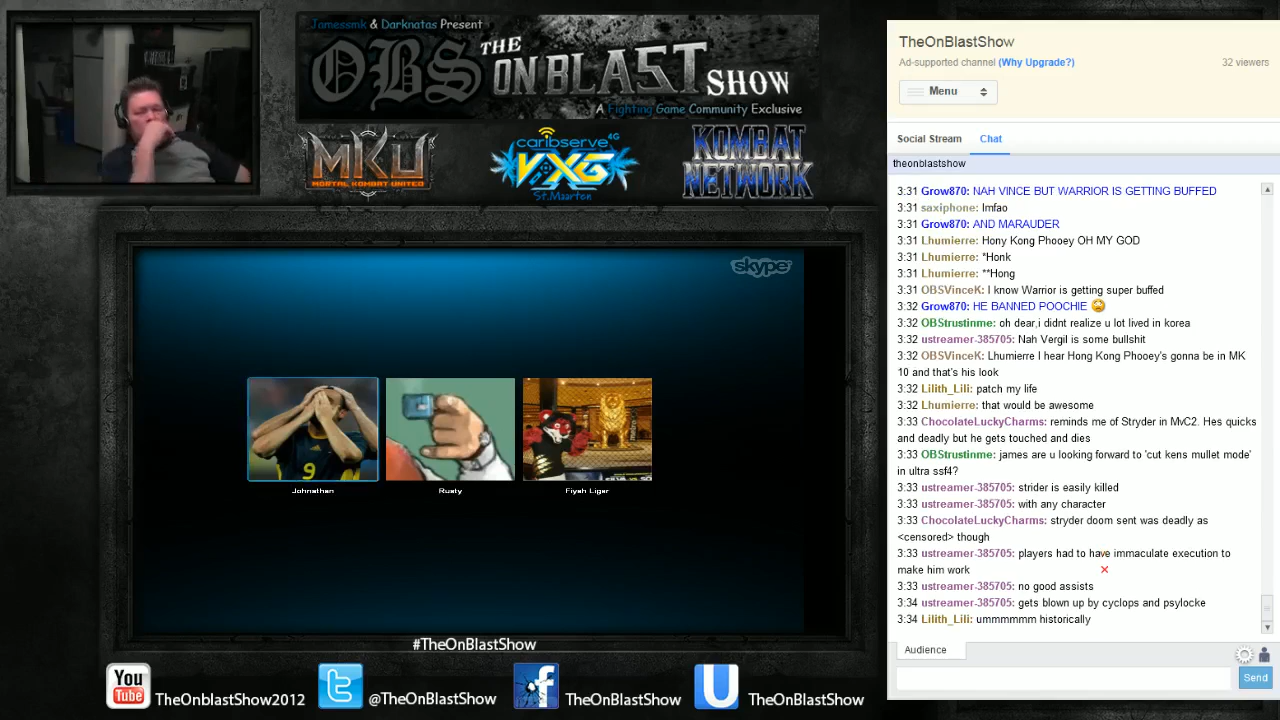 Jamessmk & Darknatas Present
OBS THE ON BLAST SHOW
A Fighting Game Community Exclusive
MKU
MORTAL KOMBAT UNITED
caribserve 4G
VXG
St.Maarten
KOMBAT
NETWORK
skype
Johnathan
Rusty
Fiyah Liger
#TheOnBlastShow
You
Tube
TheOnblastShow2012
@TheOnBlastShow
TheOnBlastShow
TheOnBlastShow
TheOnBlastShow
Ad-supported channel (Why Upgrade?)
32 viewers
Menu
Social Stream
Chat
theonblastshow
3:31 Grow870: NAH VINCE BUT WARRIOR IS GETTING BUFFED
3:31 saxiphone: lmfao
3:31 Grow870: AND MARAUDER
3:31 Lhumierre: Hony Kong Phooey OH MY GOD
3:31 Lhumierre: *Honk
3:31 Lhumierre: **Hong
3:31 OBSVinceK: I know Warrior is getting super buffed
3:32 Grow870: HE BANNED POOCHIE
3:32 OBStrustinme: oh dear,i didnt realize u lot lived in korea
3:32 ustreamer-385705: Nah Vergil is some bullshit
3:32 OBSVinceK: Lhumierre I hear Hong Kong Phooey's gonna be in MK
10 and that's his look
3:32 Lilith_Lili: patch my life
3:32 Lhumierre: that would be awesome
3:33 ChocolateLuckyCharms: reminds me of Stryder in MvC2. Hes quicks
and deadly but he gets touched and dies
3:33 OBStrustinme: james are u looking forward to 'cut kens mullet mode'
in ultra ssf4?
3:33 ustreamer-385705: strider is easily killed
3:33 ustreamer-385705: with any character
3:33 ChocolateLuckyCharms: stryder doom sent was deadly as
<censored> though
3:33 ustreamer-385705: players had to have immaculate execution to
make him work
3:33 ustreamer-385705: no good assists
3:34 ustreamer-385705: gets blown up by cyclops and psylocke
3:34 Lilith_Lili: ummmmmm historically
Audience
Send